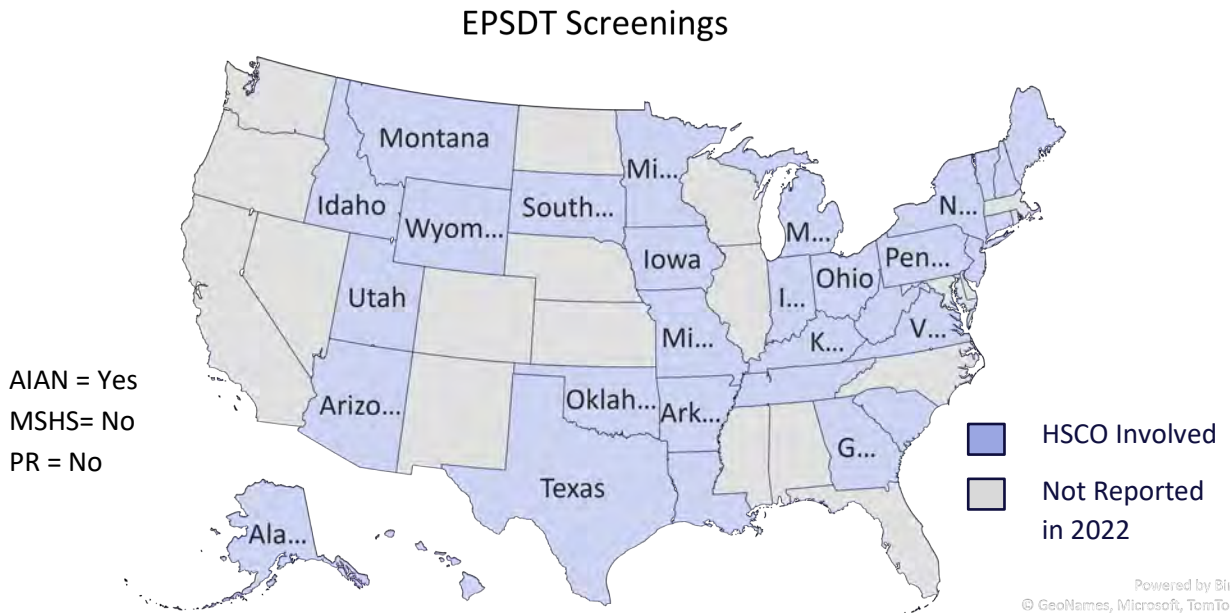 EPSDT Screenings
Montana
Mi...
Idaho
South...
N...
Wyom...
M...
Iowa
Pen...
Ohio
Utah
I...
V...
Mi...
K...
AIAN = Yes
MSHS= No
PR = No
Arizo...
Oklah...
Ark...
HSCO Involved
G...
Texas
Not Reported
in 2022
Ala...
Powered by Bi
© GeoNames, Microsoft, TomTo